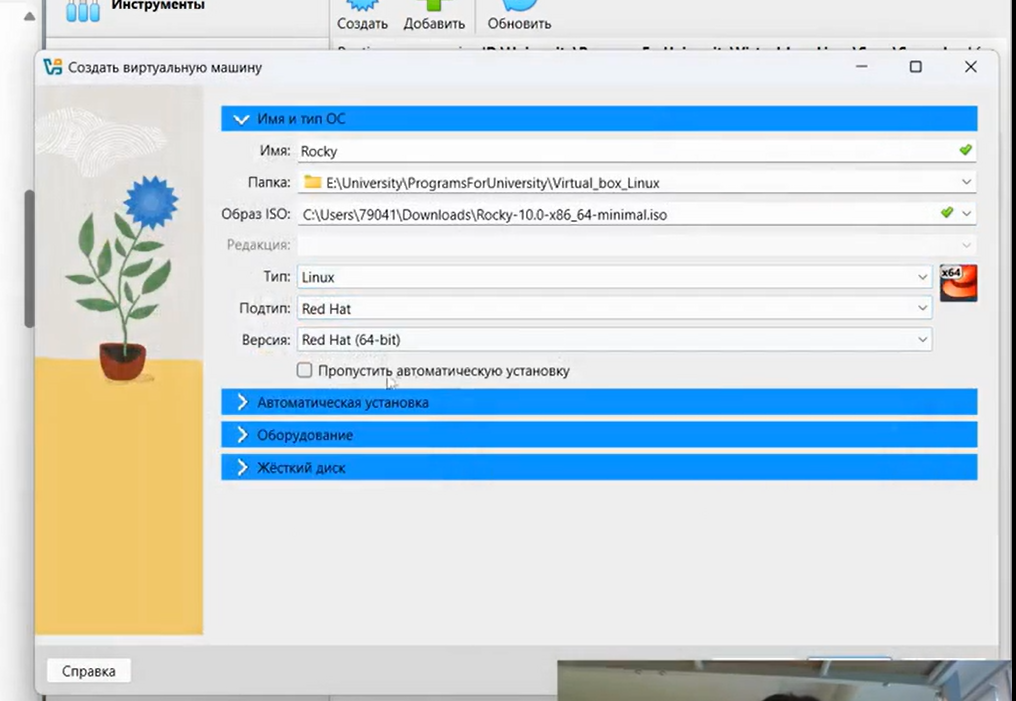 Инструменты
Создать Добавить Обновить
Создать виртуальную машину
Имя и тип ОС
Имя: Rocky
Папка: E:\University\ProgramsForUniversity\Virtual_box_Linux
Образ ISO: C:\Users\79041\Downloads\Rocky-10.0-x86_64-minimal.iso
Редакция:
Тип: Linux
x64
Подтип: Red Hat
Версия: Red Hat (64-bit)
Пропустить автоматическую установку
Автоматическая установка
Оборудование
Жёсткий диск
Справка